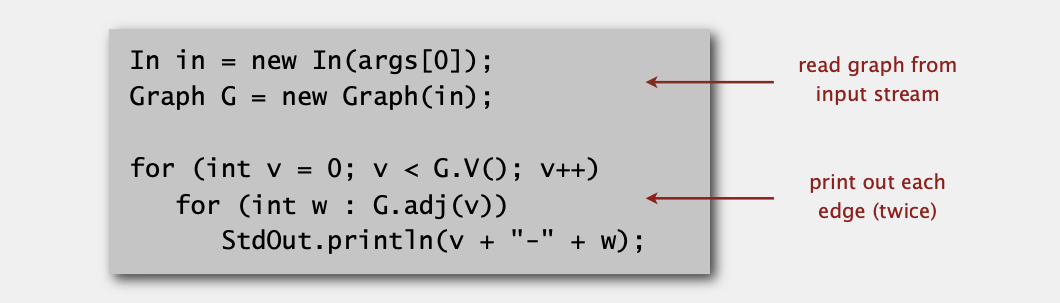 In in = new In(args[0]);
Graph G = new Graph(in);
for (int v = 0; v < G.V(); v++)
for (int w : G.adj(v))
StdOut.println(v + "-" + w);
read graph from
input stream
print out each
edge (twice)